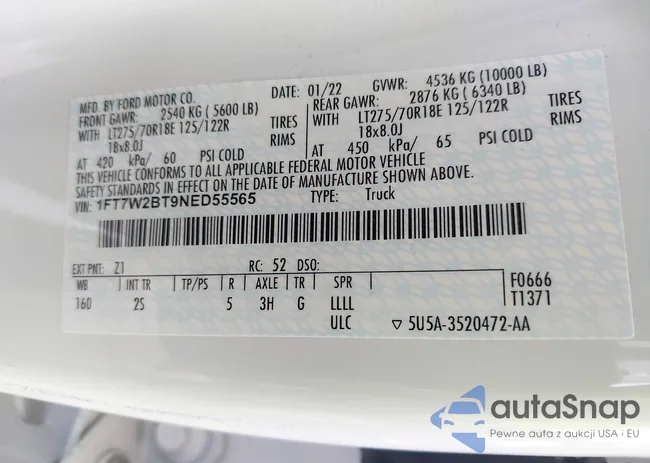 MFD. BY FORD MOTOR CO. DATE: 01/22 GVWR: 4536 KG (10000 LB)
FRONT GAWR: 2540 KG (5600 LB) REAR GAWR: 2876 KG (6340 LB)
WITH LT275/70R18E 125/122R TIRES WITH LT275/70R18E 125/122R TIRES
18x8.0J RIMS 18x8.0J RIMS
AT 420 kPa/ 60 PSI COLD AT 450 kPa/ 65 PSI COLD
THIS VEHICLE CONFORMS TO ALL APPLICABLE FEDERAL MOTOR VEHICLE
SAFETY STANDARDS IN EFFECT ON THE DATE OF MANUFACTURE SHOWN ABOVE.
VIN: 1FT7W2BT9NED55565 TYPE: Truck
EXT PNT: Z1 RC: 52 DSO:
WB INT TR TP/PS R AXLE TR SPR F0666
160 2S 5 3H G LLLL T1371
ULC ▽ 5U5A-3520472-AA
autoSnap
Pewne auta z aukcji USA i EU